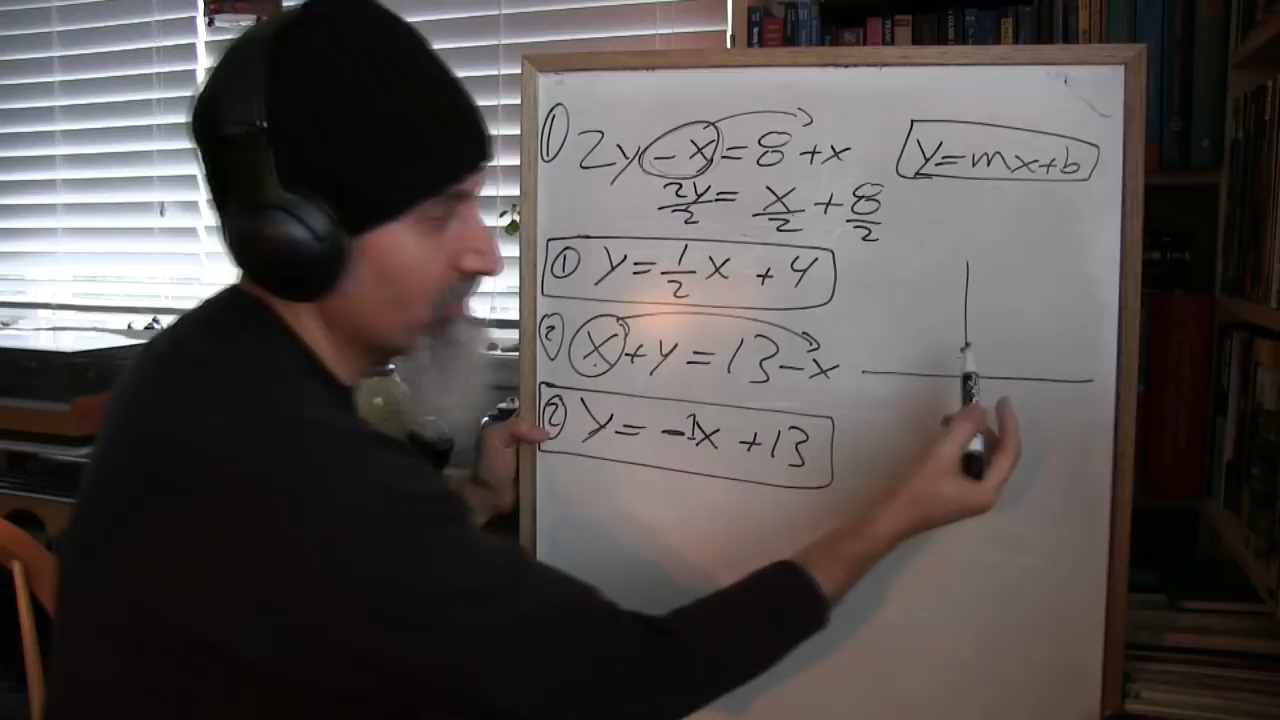 ① 2y - x = 8 + x
y = mx + b
2y/2 = x/2 + 8/2
① y = 1/2 x + 4
② x + y = 13 - x
② y = -1x + 13